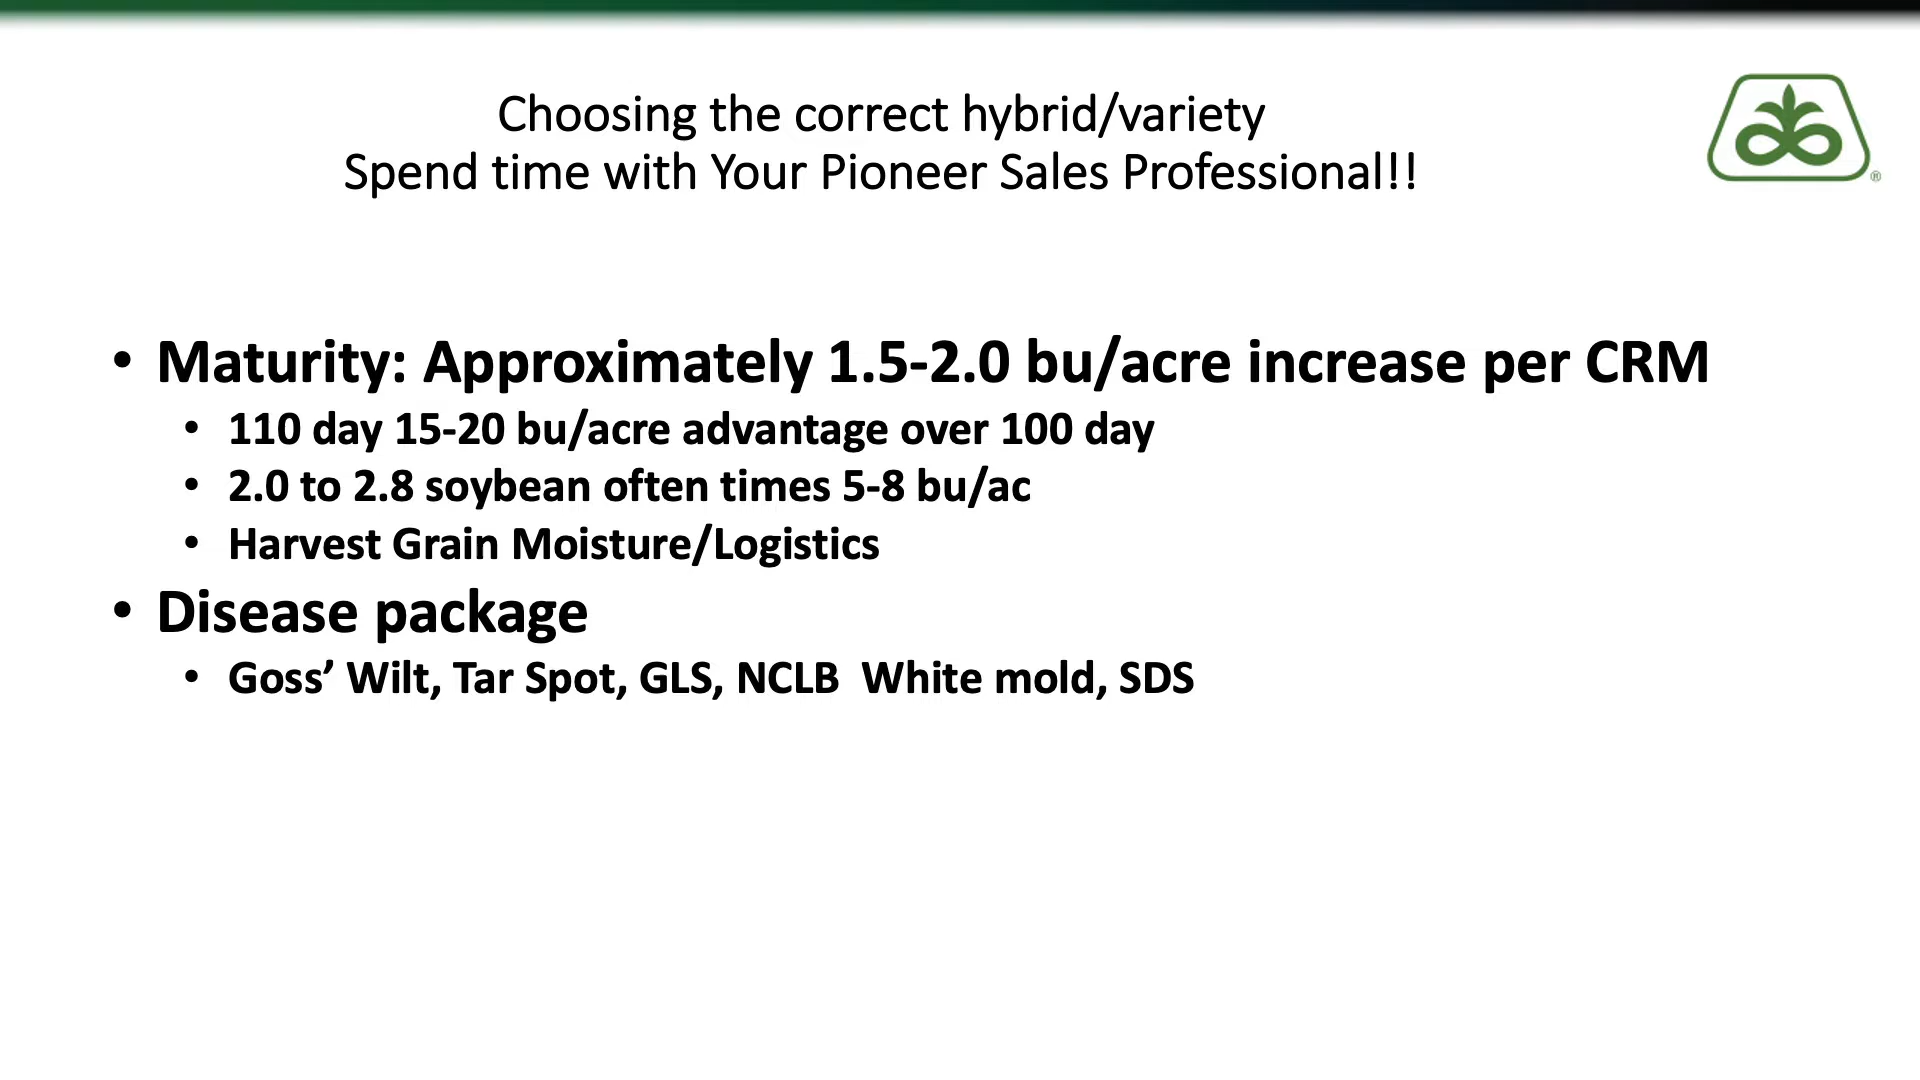 Choosing the correct hybrid/variety
Spend time with Your Pioneer Sales Professional!!
®
• Maturity: Approximately 1.5-2.0 bu/acre increase per CRM
• 110 day 15-20 bu/acre advantage over 100 day
• 2.0 to 2.8 soybean often times 5-8 bu/ac
• Harvest Grain Moisture/Logistics
• Disease package
• Goss’ Wilt, Tar Spot, GLS, NCLB  White mold, SDS